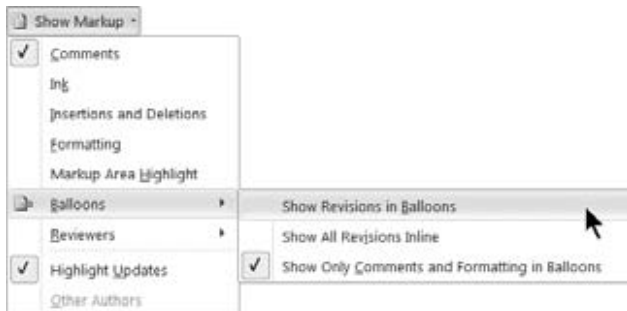 Show Markup
Comments
Ink
Insertions and Deletions
Formatting
Markup Area Highlight
Balloons
Show Revisions in Balloons
Reviewers
Show All Revisions Inline
Highlight Updates
Show Only Comments and Formatting in Balloons
Other Authors